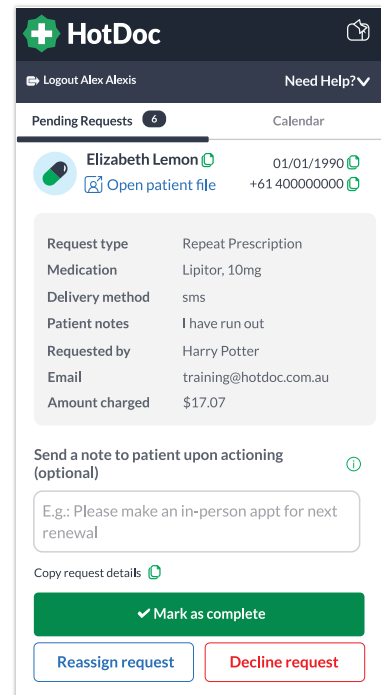 HotDoc
Logout Alex Alexis Need Help?
Pending Requests 6 Calendar
Elizabeth Lemon 01/01/1990
Open patient file +61 400000000
Request type Repeat Prescription
Medication Lipitor, 10mg
Delivery method sms
Patient notes I have run out
Requested by Harry Potter
Email training@hotdoc.com.au
Amount charged $17.07
Send a note to patient upon actioning
(optional)
E.g.: Please make an in-person appt for next
renewal
Copy request details
Mark as complete
Reassign request Decline request